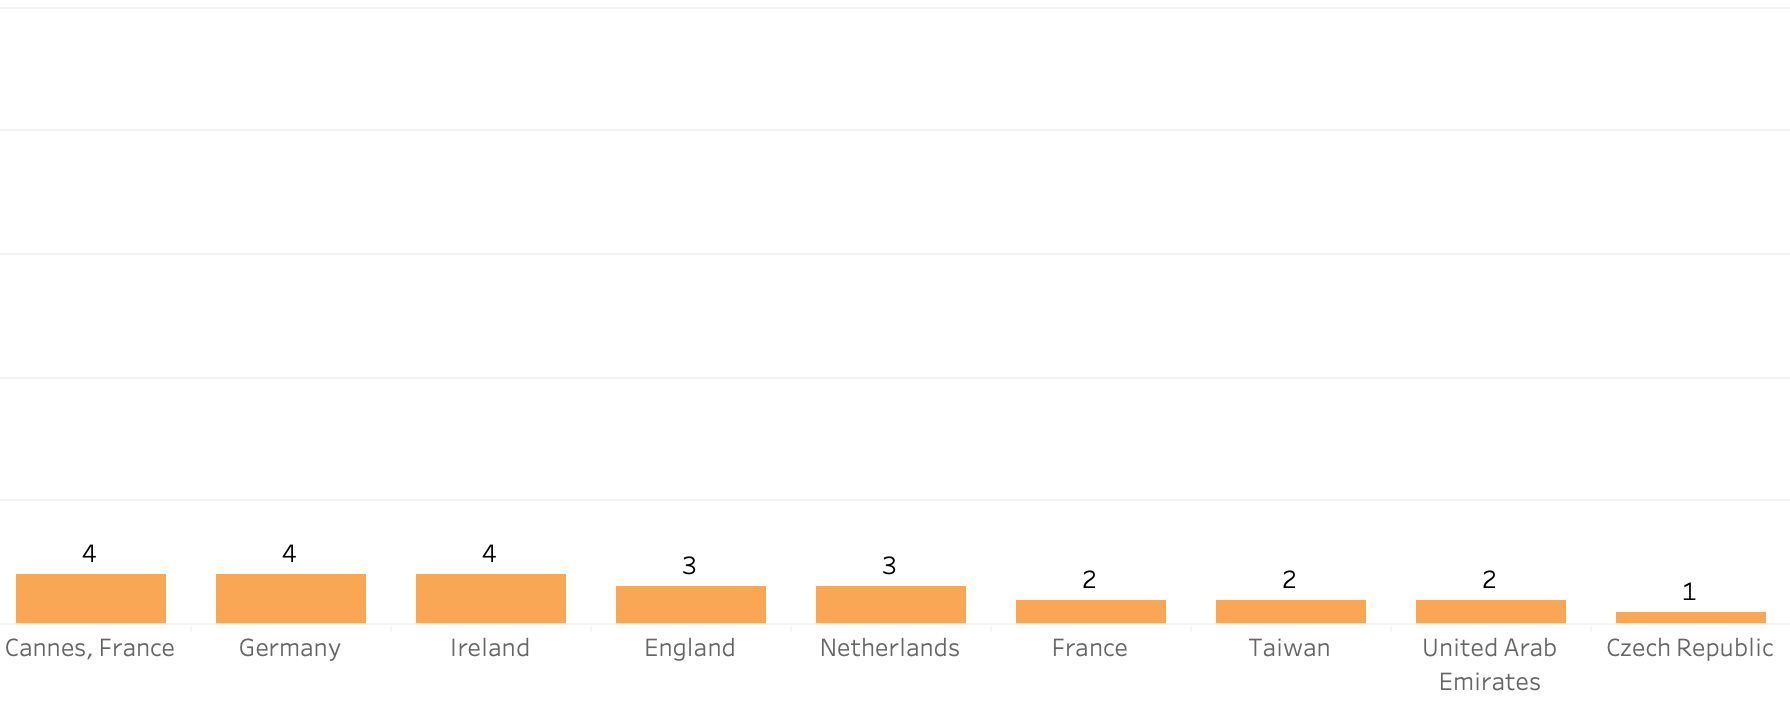 4 4 4 3 3 2 2 2 1
Cannes, France Germany Ireland England Netherlands France Taiwan United Arab Czech Republic
Emirates